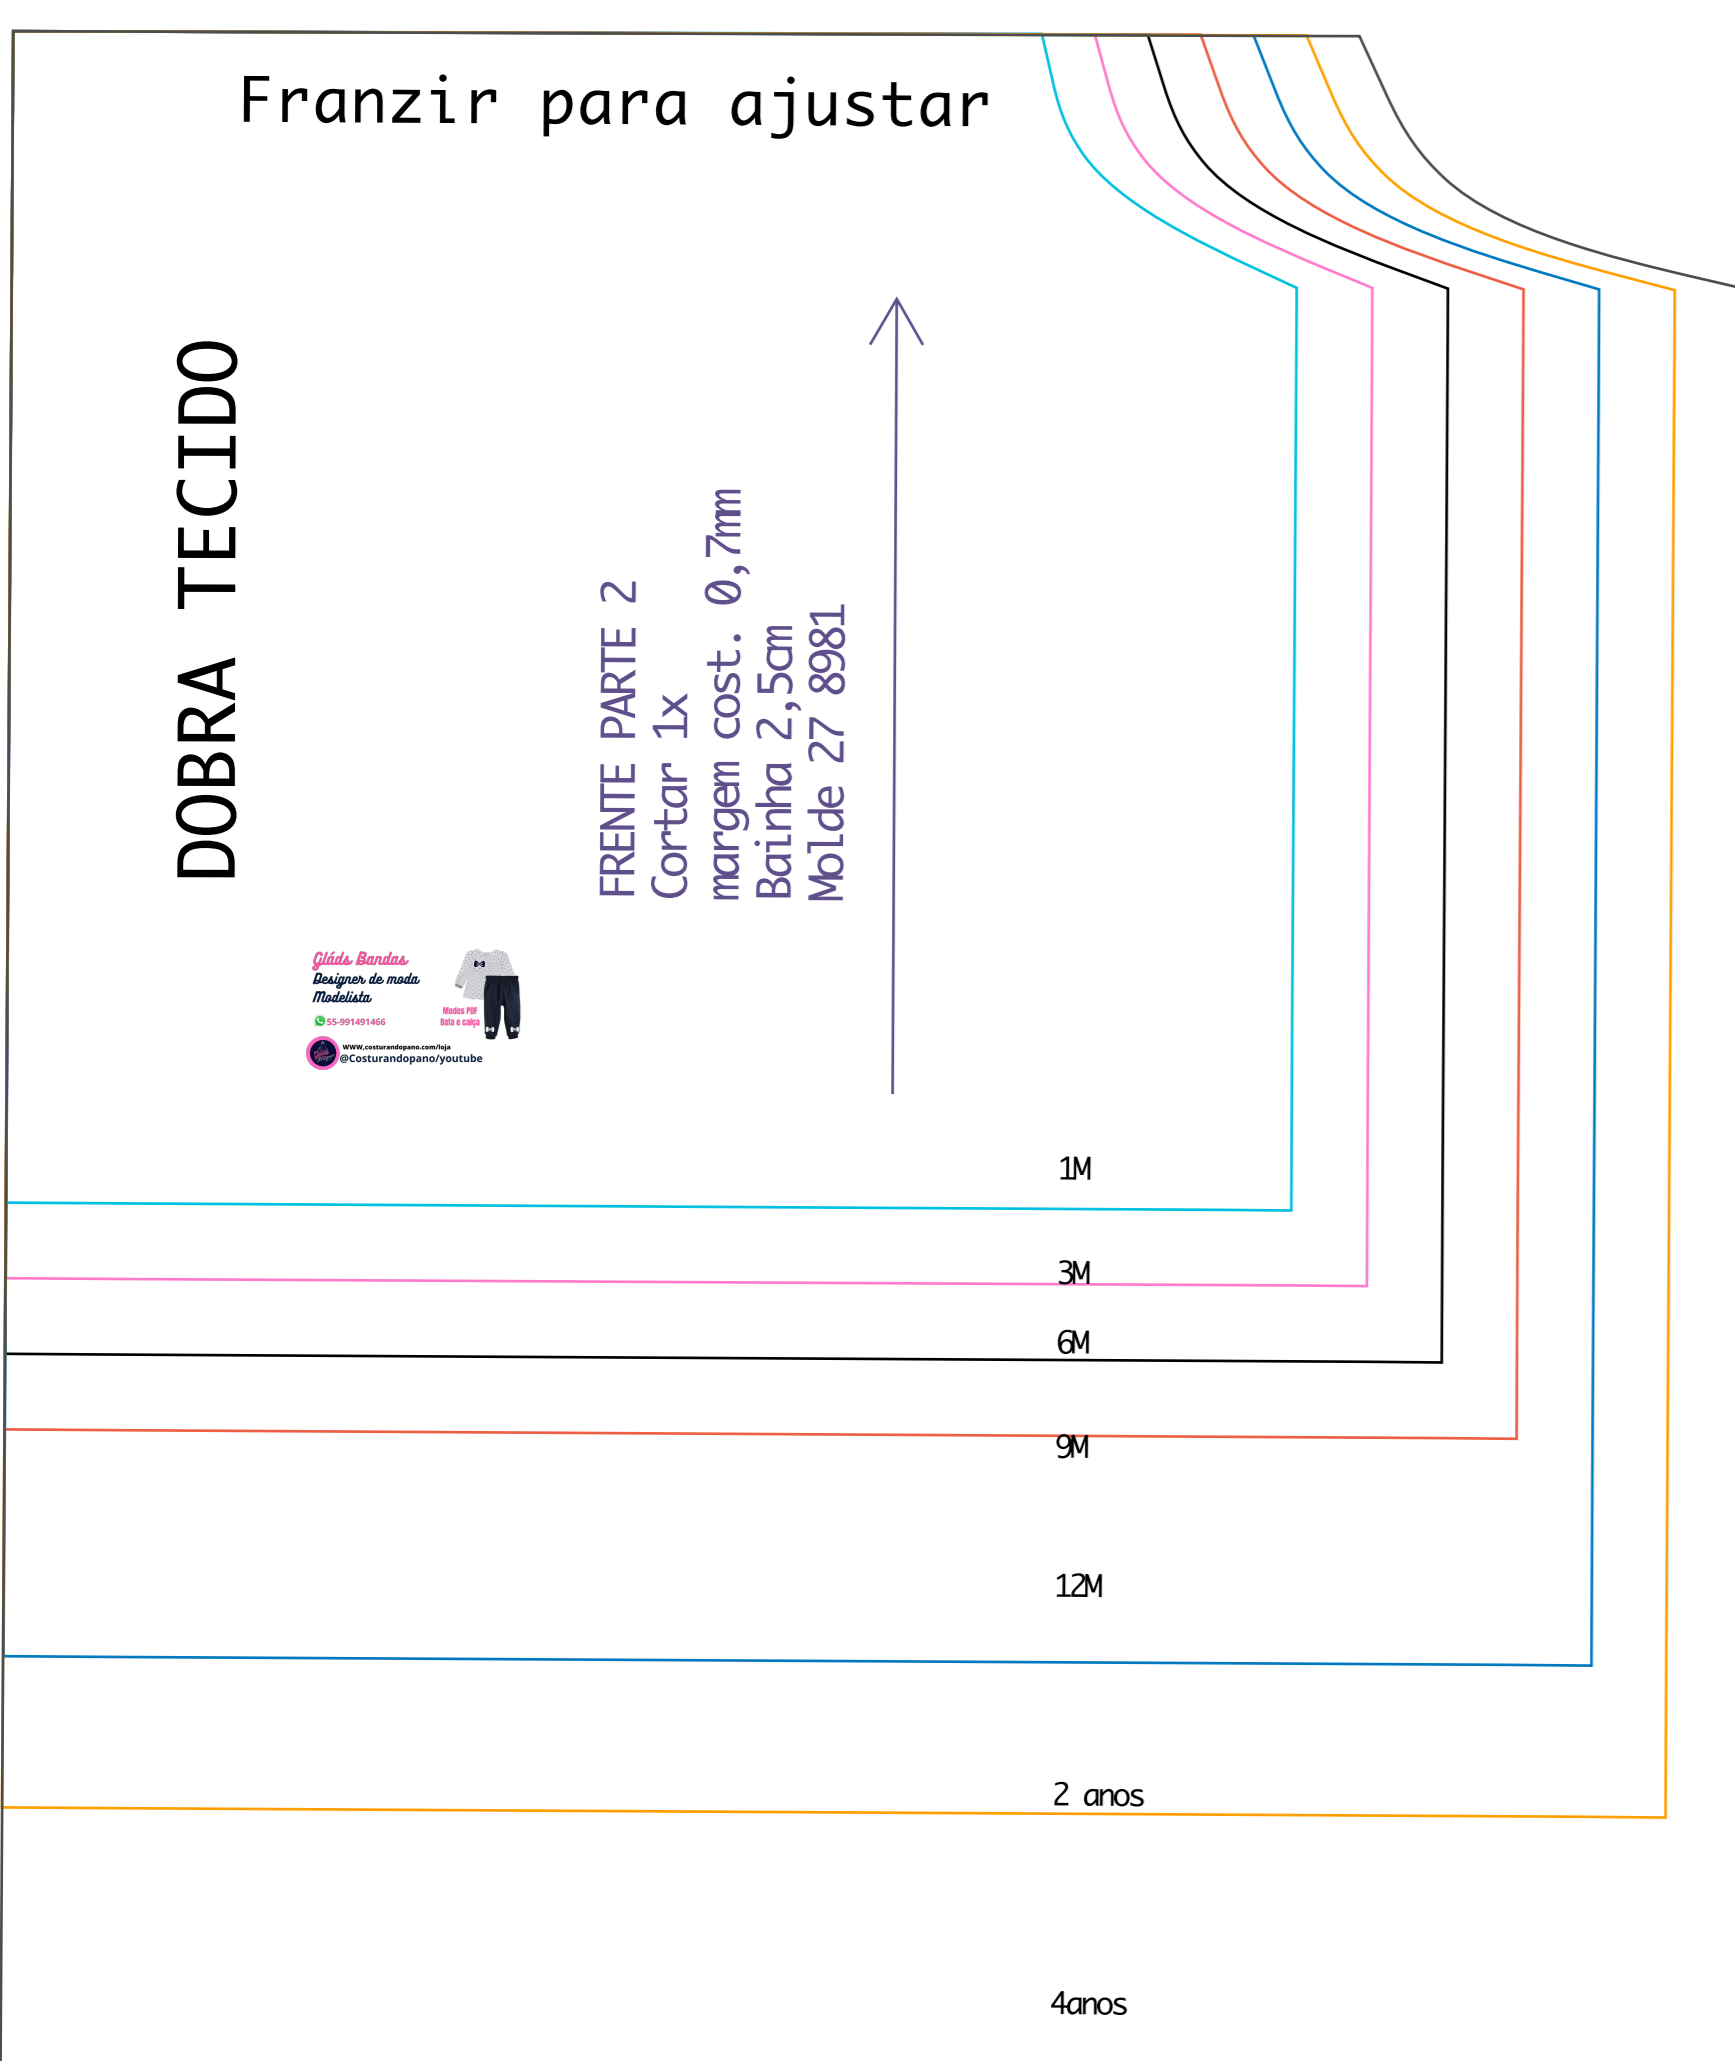 Franzir para ajustar
DOBRA TECIDO
FRENTE PARTE 2
Cortar 1x
margem cost. 0,7mm
Bainha 2,5cm
Molde 27 8981
Gláds Bandas
Designer de moda
Modelista
55-991491466
Modes PDF
Bata e calça
WWW,costurandopano.com/loja
@Costurandopano/youtube
1M
3M
6M
9M
12M
2 anos
4anos